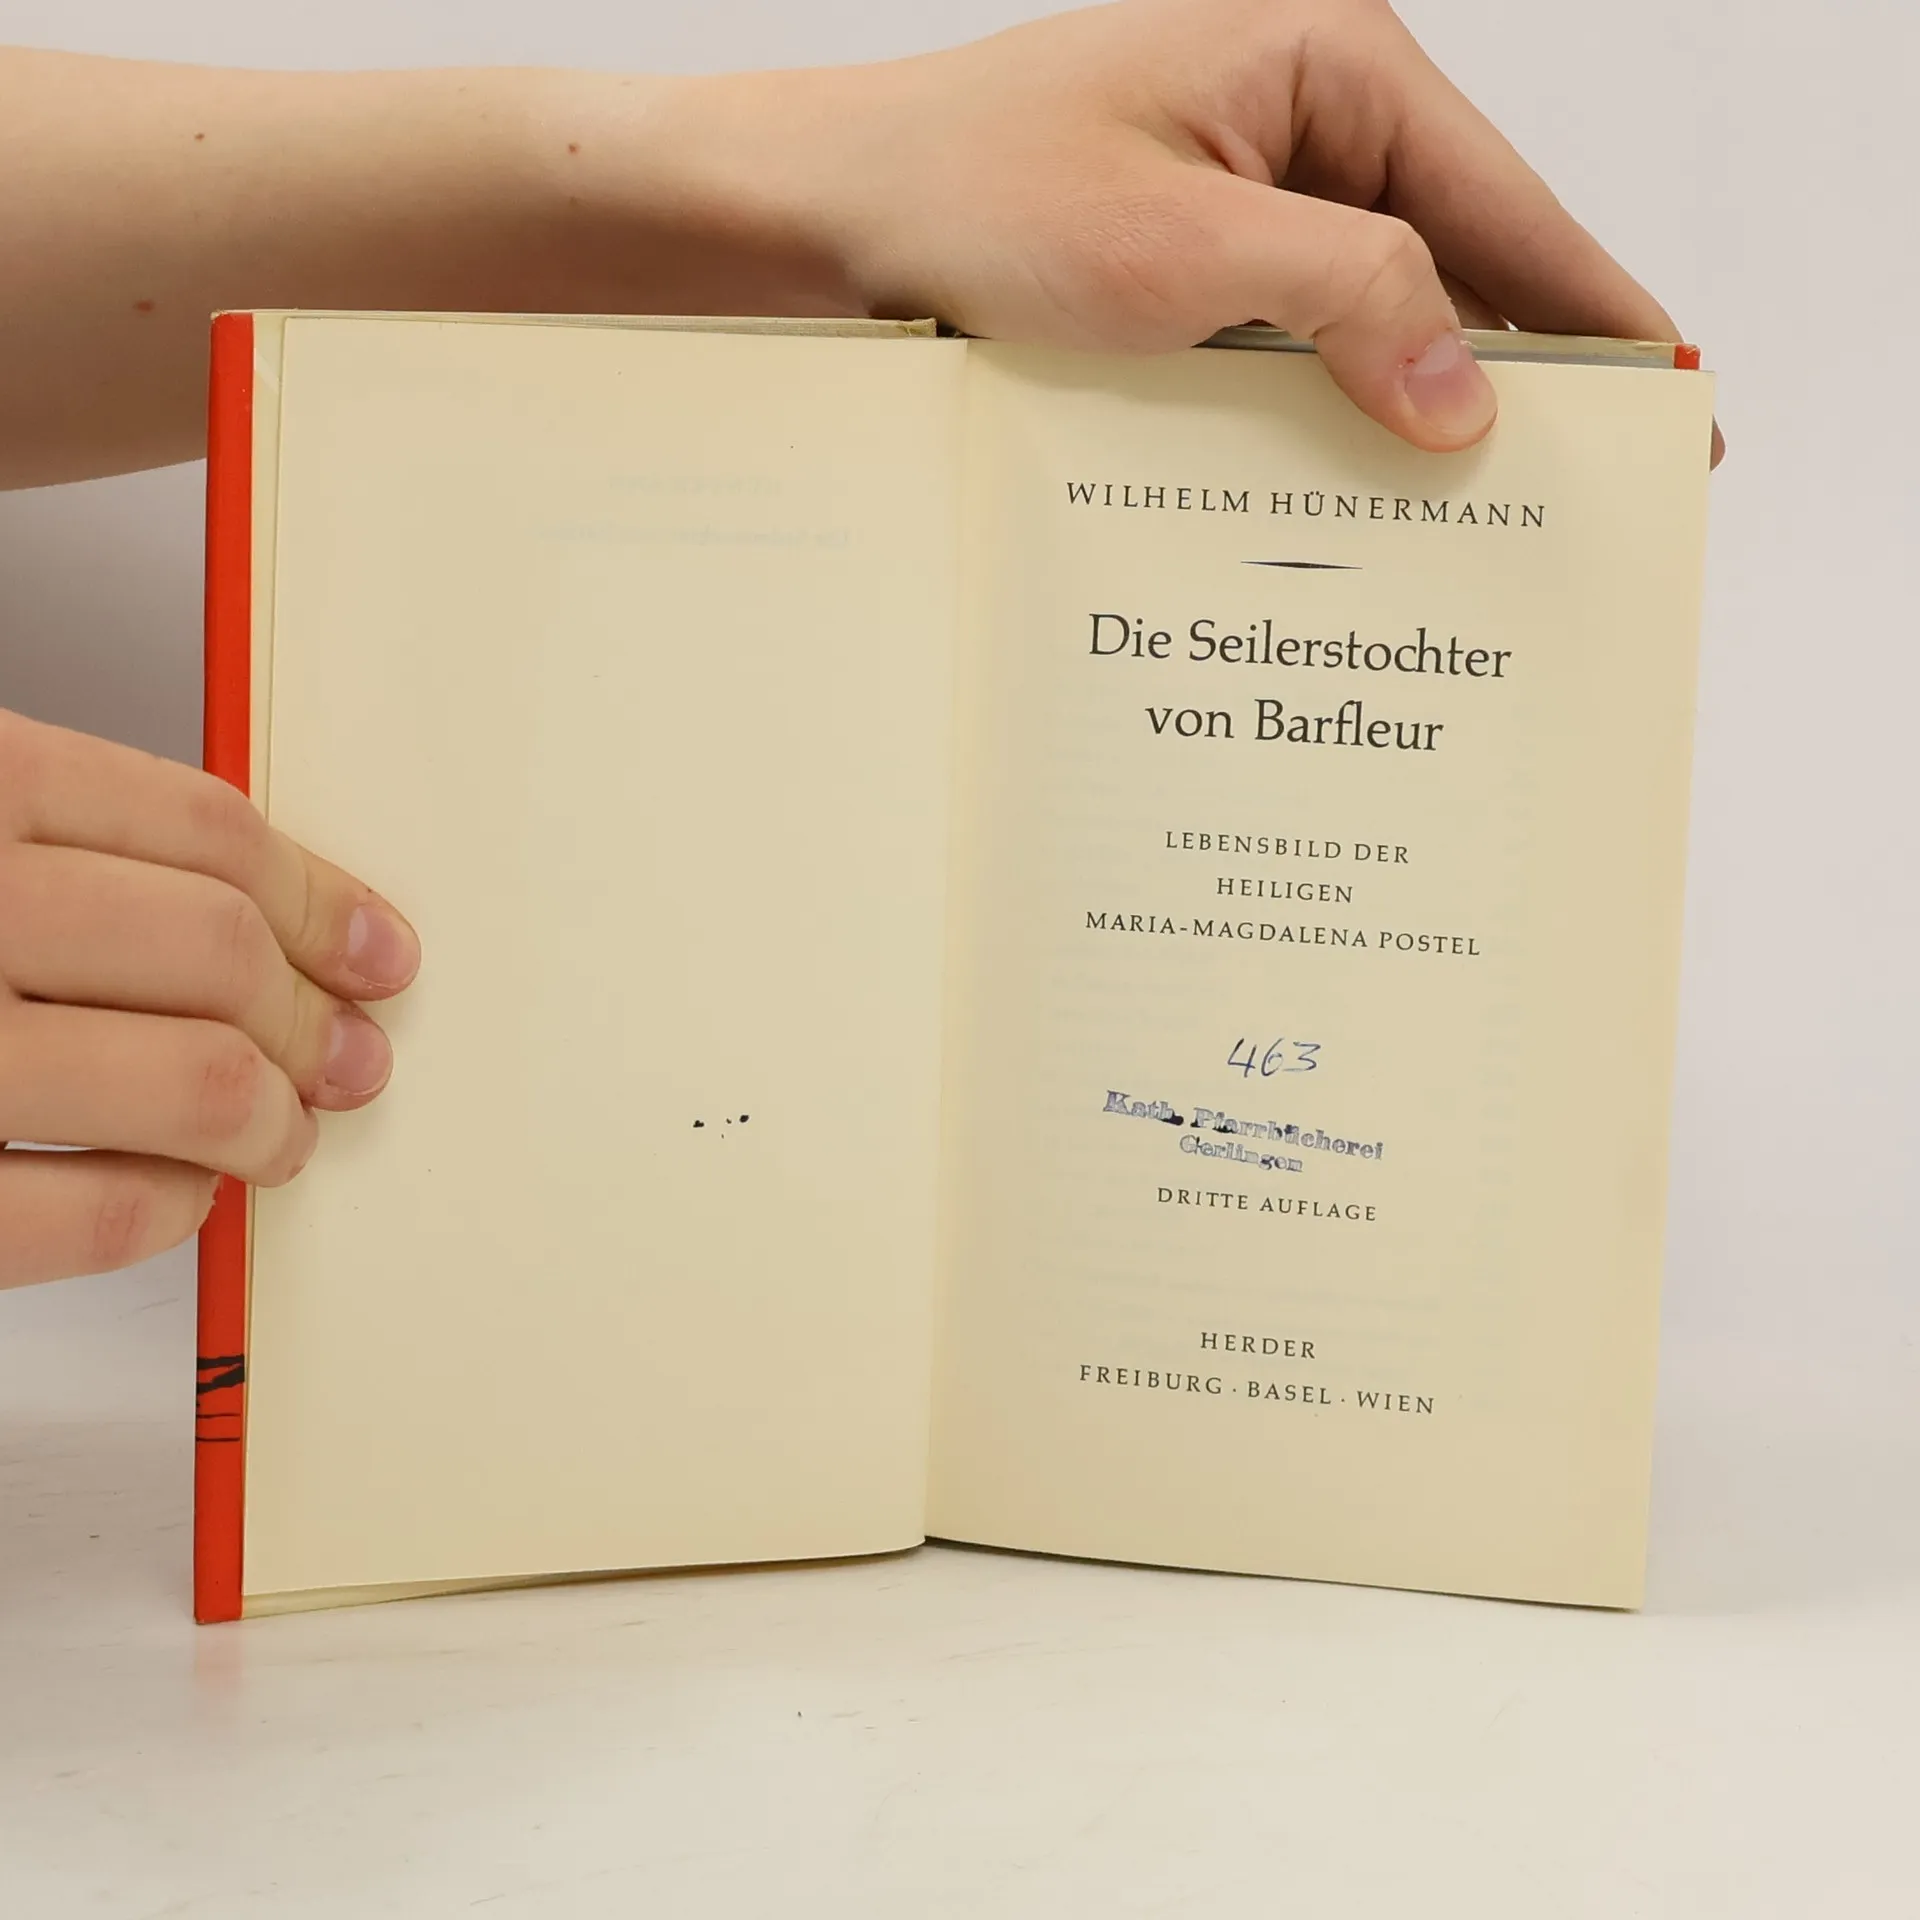 WILHELM HÜNERMANN
Die Seilerstochter
von Barfleur
LEBENSBILD DER
HEILIGEN
MARIA-MAGDALENA POSTEL
463
Kath. Pfarrbücherei
Gerlingen
DRITTE AUFLAGE
HERDER
FREIBURG · BASEL · WIEN